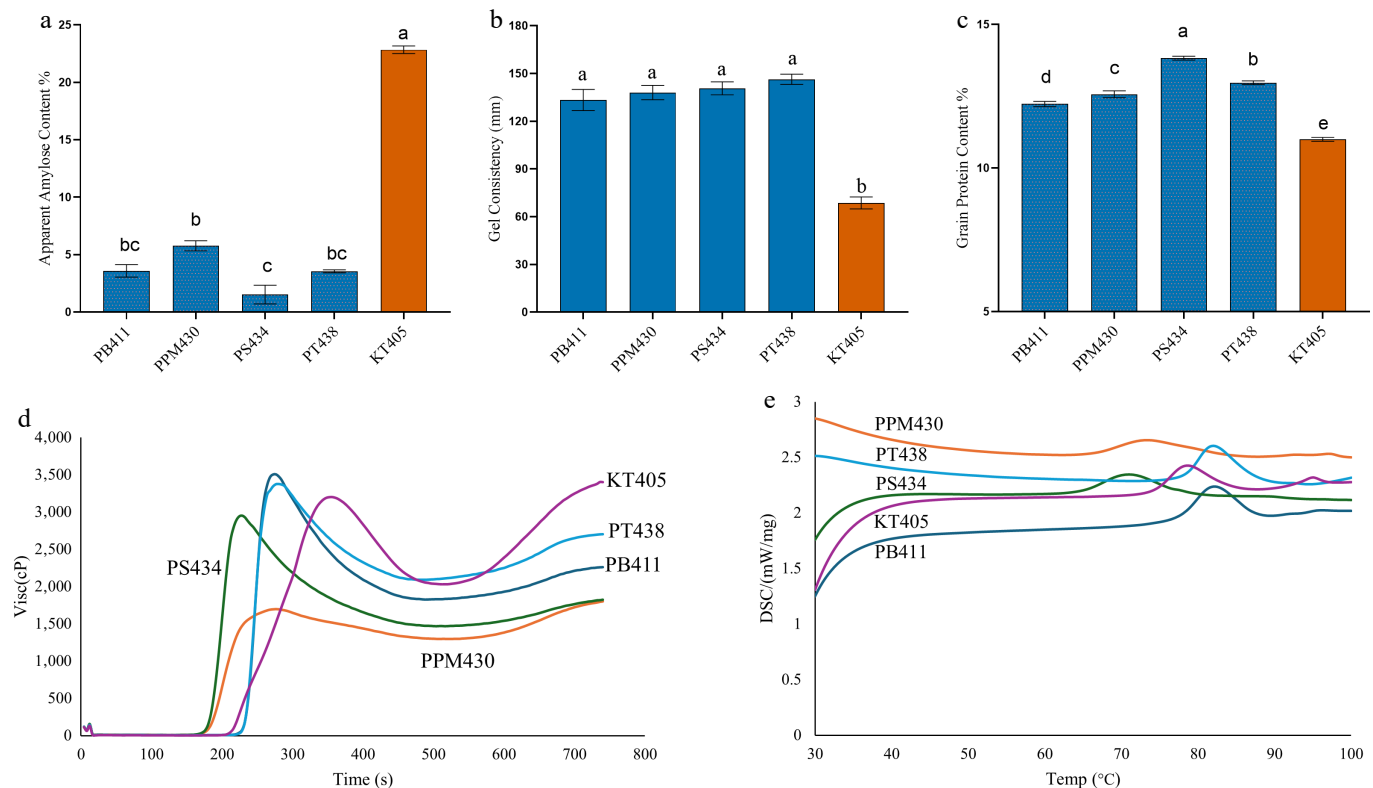 a
Apparent Amylose Content %
25
20
15
10
5
0
bc
b
c
bc
a
PB411
PPM430
PS434
PT438
KT405
b
Gel Consistency (mm)
180
150
120
90
60
30
0
a
a
a
a
b
PB411
PPM430
PS434
PT438
KT405
c
Grain Protein Content %
15
10
5
d
c
a
b
e
PB411
PPM430
PS434
PT438
KT405
d
Visc(cP)
4,000
3,500
3,000
2,500
2,000
1,500
1,000
500
0
PS434
KT405
PT438
PB411
PPM430
0 100 200 300 400 500 600 700 800
Time (s)
e
DSC/(mW/mg)
3
2.5
2
1.5
1
0.5
0
PPM430
PT438
PS434
KT405
PB411
30 40 50 60 70 80 90 100
Temp (°C)